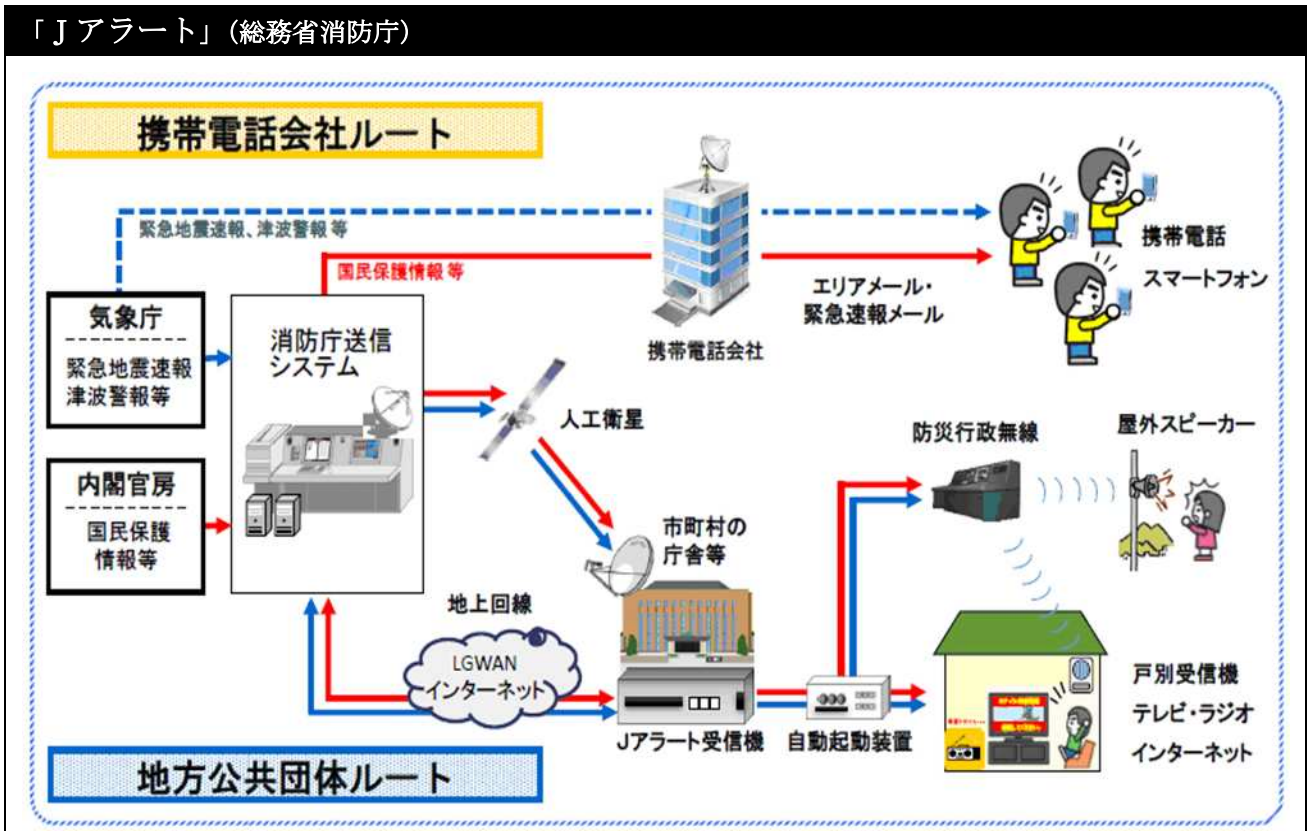 「Ｊアラート」（総務省消防庁）
携帯電話会社ルート
緊急地震速報、津波警報 等
国民保護情報 等
携帯電話会社
エリアメール・
緊急速報メール
携帯電話
スマートフォン
気象庁
緊急地震速報
津波警報等
内閣官房
国民保護
情報等
消防庁送信
システム
人工衛星
市町村の
庁舎等
防災行政無線
屋外スピーカー
地上回線
LGWAN
インターネット
Jアラート受信機
自動起動装置
戸別受信機
テレビ・ラジオ
インターネット
地方公共団体ルート